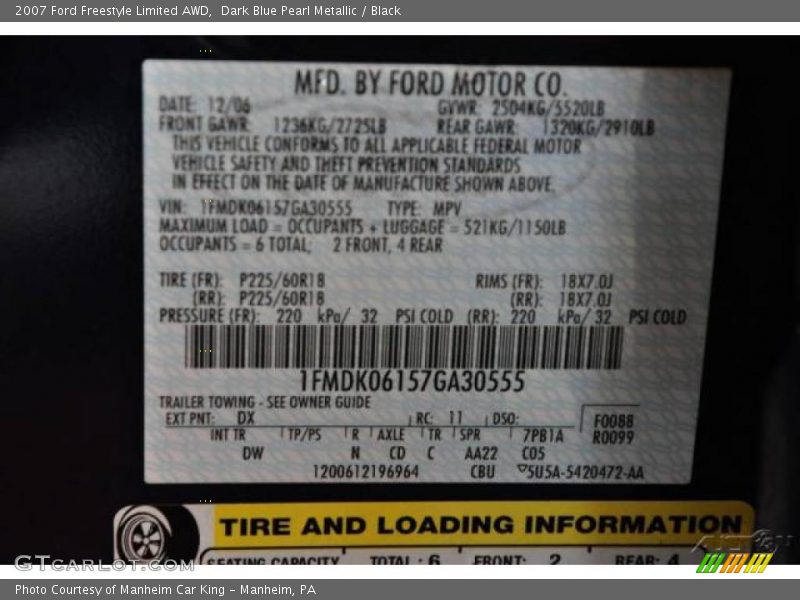 2007 Ford Freestyle Limited AWD,  Dark Blue Pearl Metallic / Black
MFD. BY FORD MOTOR CO.
DATE: 12/06 GVWR: 2504KG/5520LB
FRONT GAWR: 1236KG/2725LB REAR GAWR: 1320KG/2910LB
THIS VEHICLE CONFORMS TO ALL APPLICABLE FEDERAL MOTOR
VEHICLE SAFETY AND THEFT PREVENTION STANDARDS
IN EFFECT ON THE DATE OF MANUFACTURE SHOWN ABOVE.
VIN: 1FMDK06157GA30555 TYPE: MPV
MAXIMUM LOAD = OCCUPANTS + LUGGAGE = 521KG/1150LB
OCCUPANTS = 6 TOTAL; 2 FRONT, 4 REAR
TIRE (FR): P225/60R18 RIMS (FR): 18X7.0J
(RR): P225/60R18 (RR): 18X7.0J
PRESSURE (FR): 220 kPa/ 32 PSI COLD (RR): 220 kPa/ 32 PSI COLD
1FMDK06157GA30555
TRAILER TOWING - SEE OWNER GUIDE
EXT PNT: DX RC: 11 DSO: F0088
INT TR TP/PS R AXLE TR SPR 7PB1A R0099
DW N CD C AA22 C05
1200612196964 CBU 5U5A-5420472-AA
TIRE AND LOADING INFORMATION
SEATING CAPACITY TOTAL: 6 FRONT: 2 REAR: 4
GTcarlot.com
Photo Courtesy of Manheim Car King - Manheim, PA